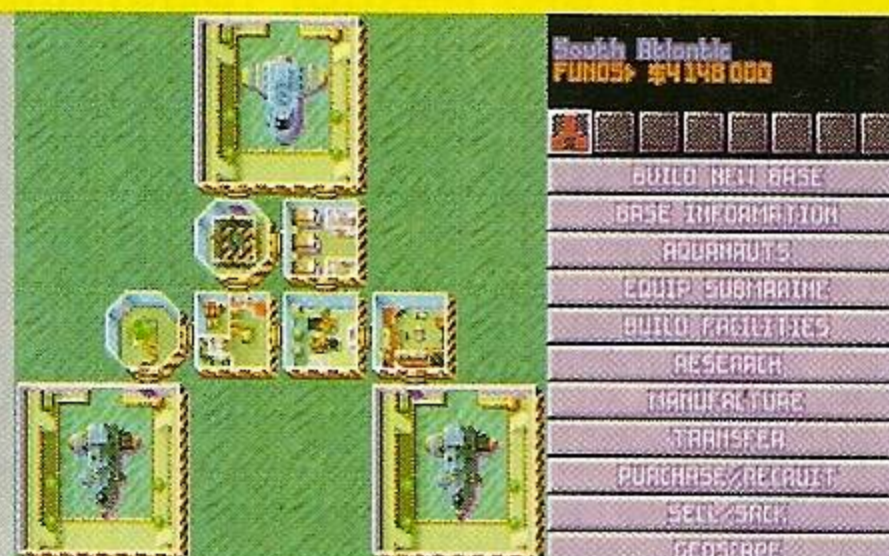 South Atlantic
FUNDS> $4 148 000
BUILD NEW BASE
BASE INFORMATION
AQUANAUTS
EQUIP SUBMARINE
BUILD FACILITIES
RESEARCH
MANUFACTURE
TRANSFER
PURCHASE/RECRUIT
SELL/SACK
GEOSCAPE